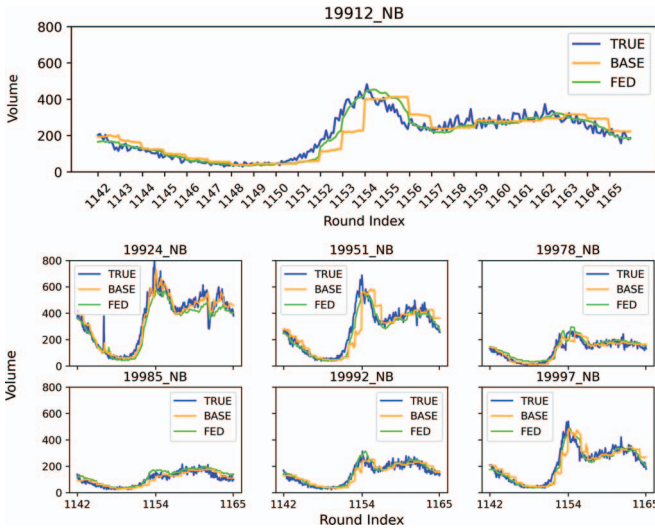 19912_NB
800
600
400
200
0
Volume
TRUE
BASE
FED
1142 1143 1144 1145 1146 1147 1148 1149 1150 1151 1152 1153 1154 1155 1156 1157 1158 1159 1160 1161 1162 1163 1164 1165
Round Index
19924_NB 19951_NB 19978_NB
800
600
400
200
0
TRUE
BASE
FED
TRUE
BASE
FED
TRUE
BASE
FED
Volume
19985_NB 19992_NB 19997_NB
800
600
400
200
0
TRUE
BASE
FED
TRUE
BASE
FED
TRUE
BASE
FED
1142 1154 1165 1142 1154 1165 1142 1154 1165
Round Index